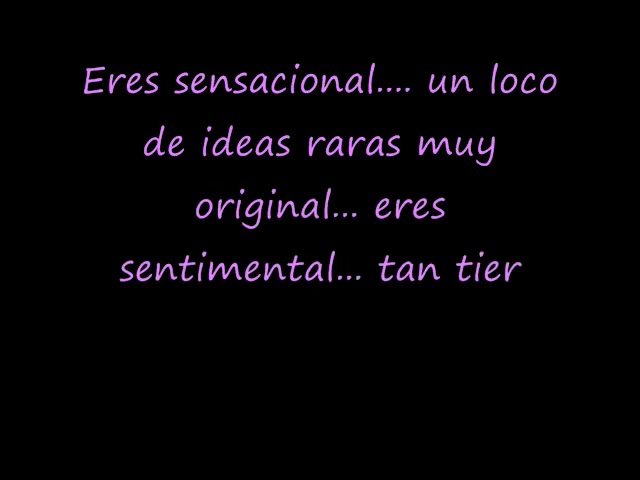 Eres sensacional.... un loco
de ideas raras muy
original... eres
sentimental... tan tier